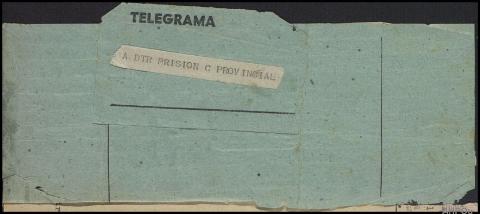 TELEGRAMA
A DTR PRISION C PROVINCIAL